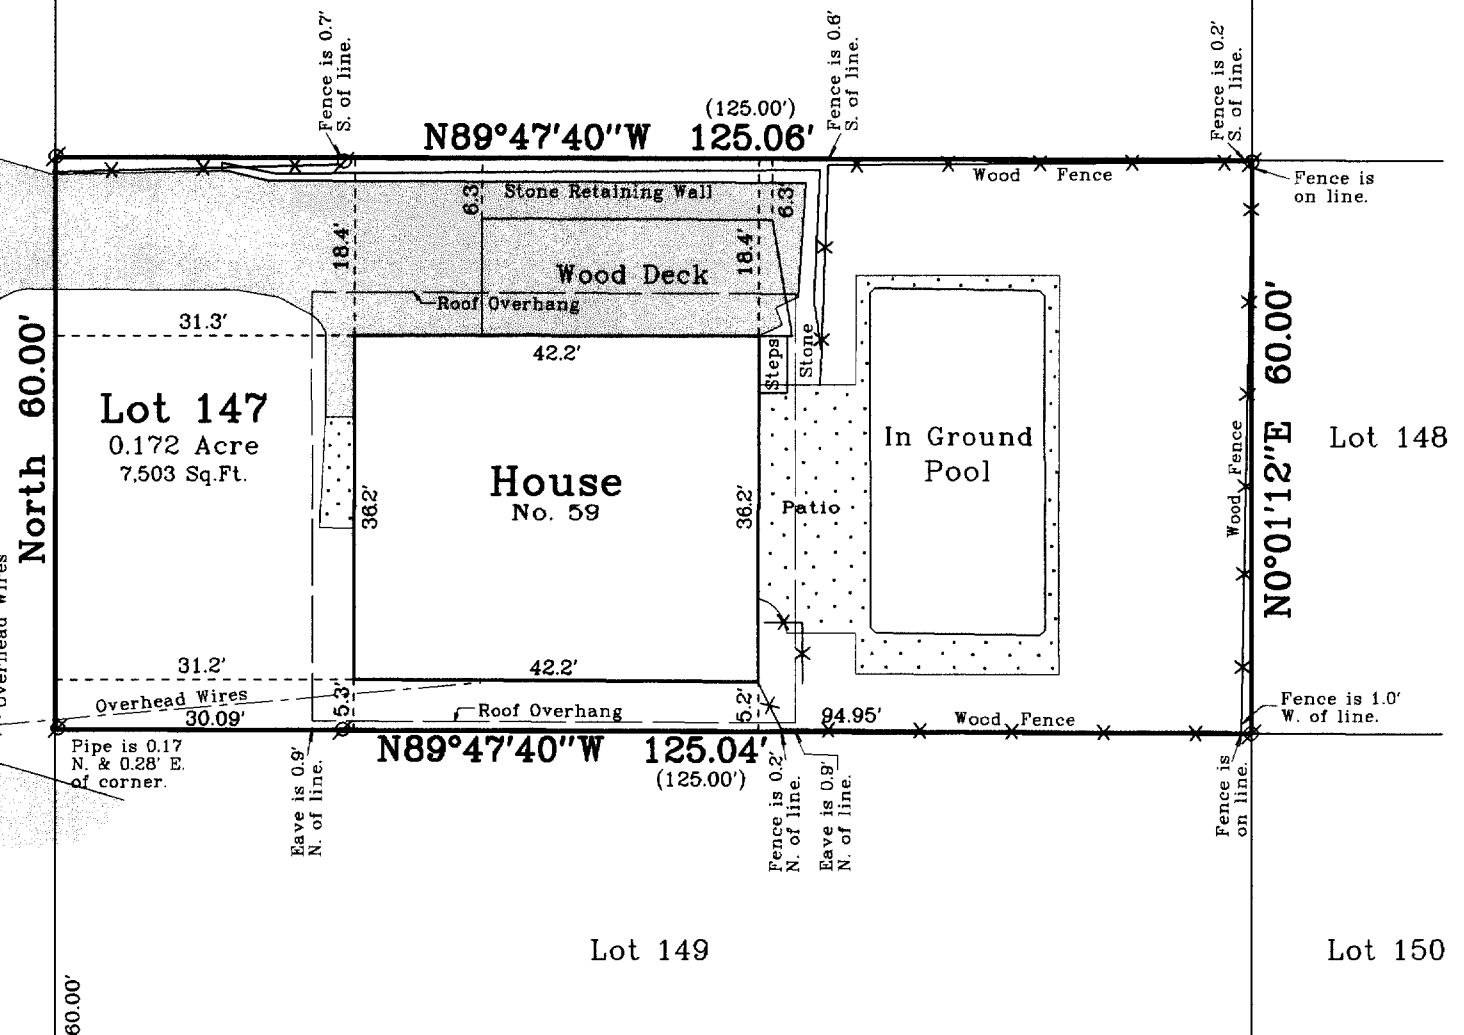 Fence is 0.7'
S. of line.
Fence is 0.6'
S. of line.
Fence is 0.2'
S. of line.
(125.00')
N89°47'40"W 125.06'
Wood Fence
Fence is
on line.
6.3'
Stone Retaining Wall
6.3'
18.4'
Wood Deck
18.4'
Roof Overhang
31.3'
42.2'
Steps
Stone
North 60.00'
Lot 147
0.172 Acre
7,503 Sq.Ft.
House
No. 59
36.2'
36.2'
Patio
In Ground
Pool
Wood Fence
N0°01'12"E 60.00'
Lot 148
Overhead Wires
31.2'
42.2'
Overhead Wires
30.09'
5.3'
Roof Overhang
5.2'
94.95'
Wood Fence
Fence is 1.0'
W. of line.
N89°47'40"W 125.04'
(125.00')
Pipe is 0.17
N. & 0.28' E.
of corner.
Eave is 0.9'
N. of line.
Fence is 0.2'
N. of line.
Eave is 0.9'
N. of line.
Fence is
on line.
Lot 149
Lot 150
60.00'